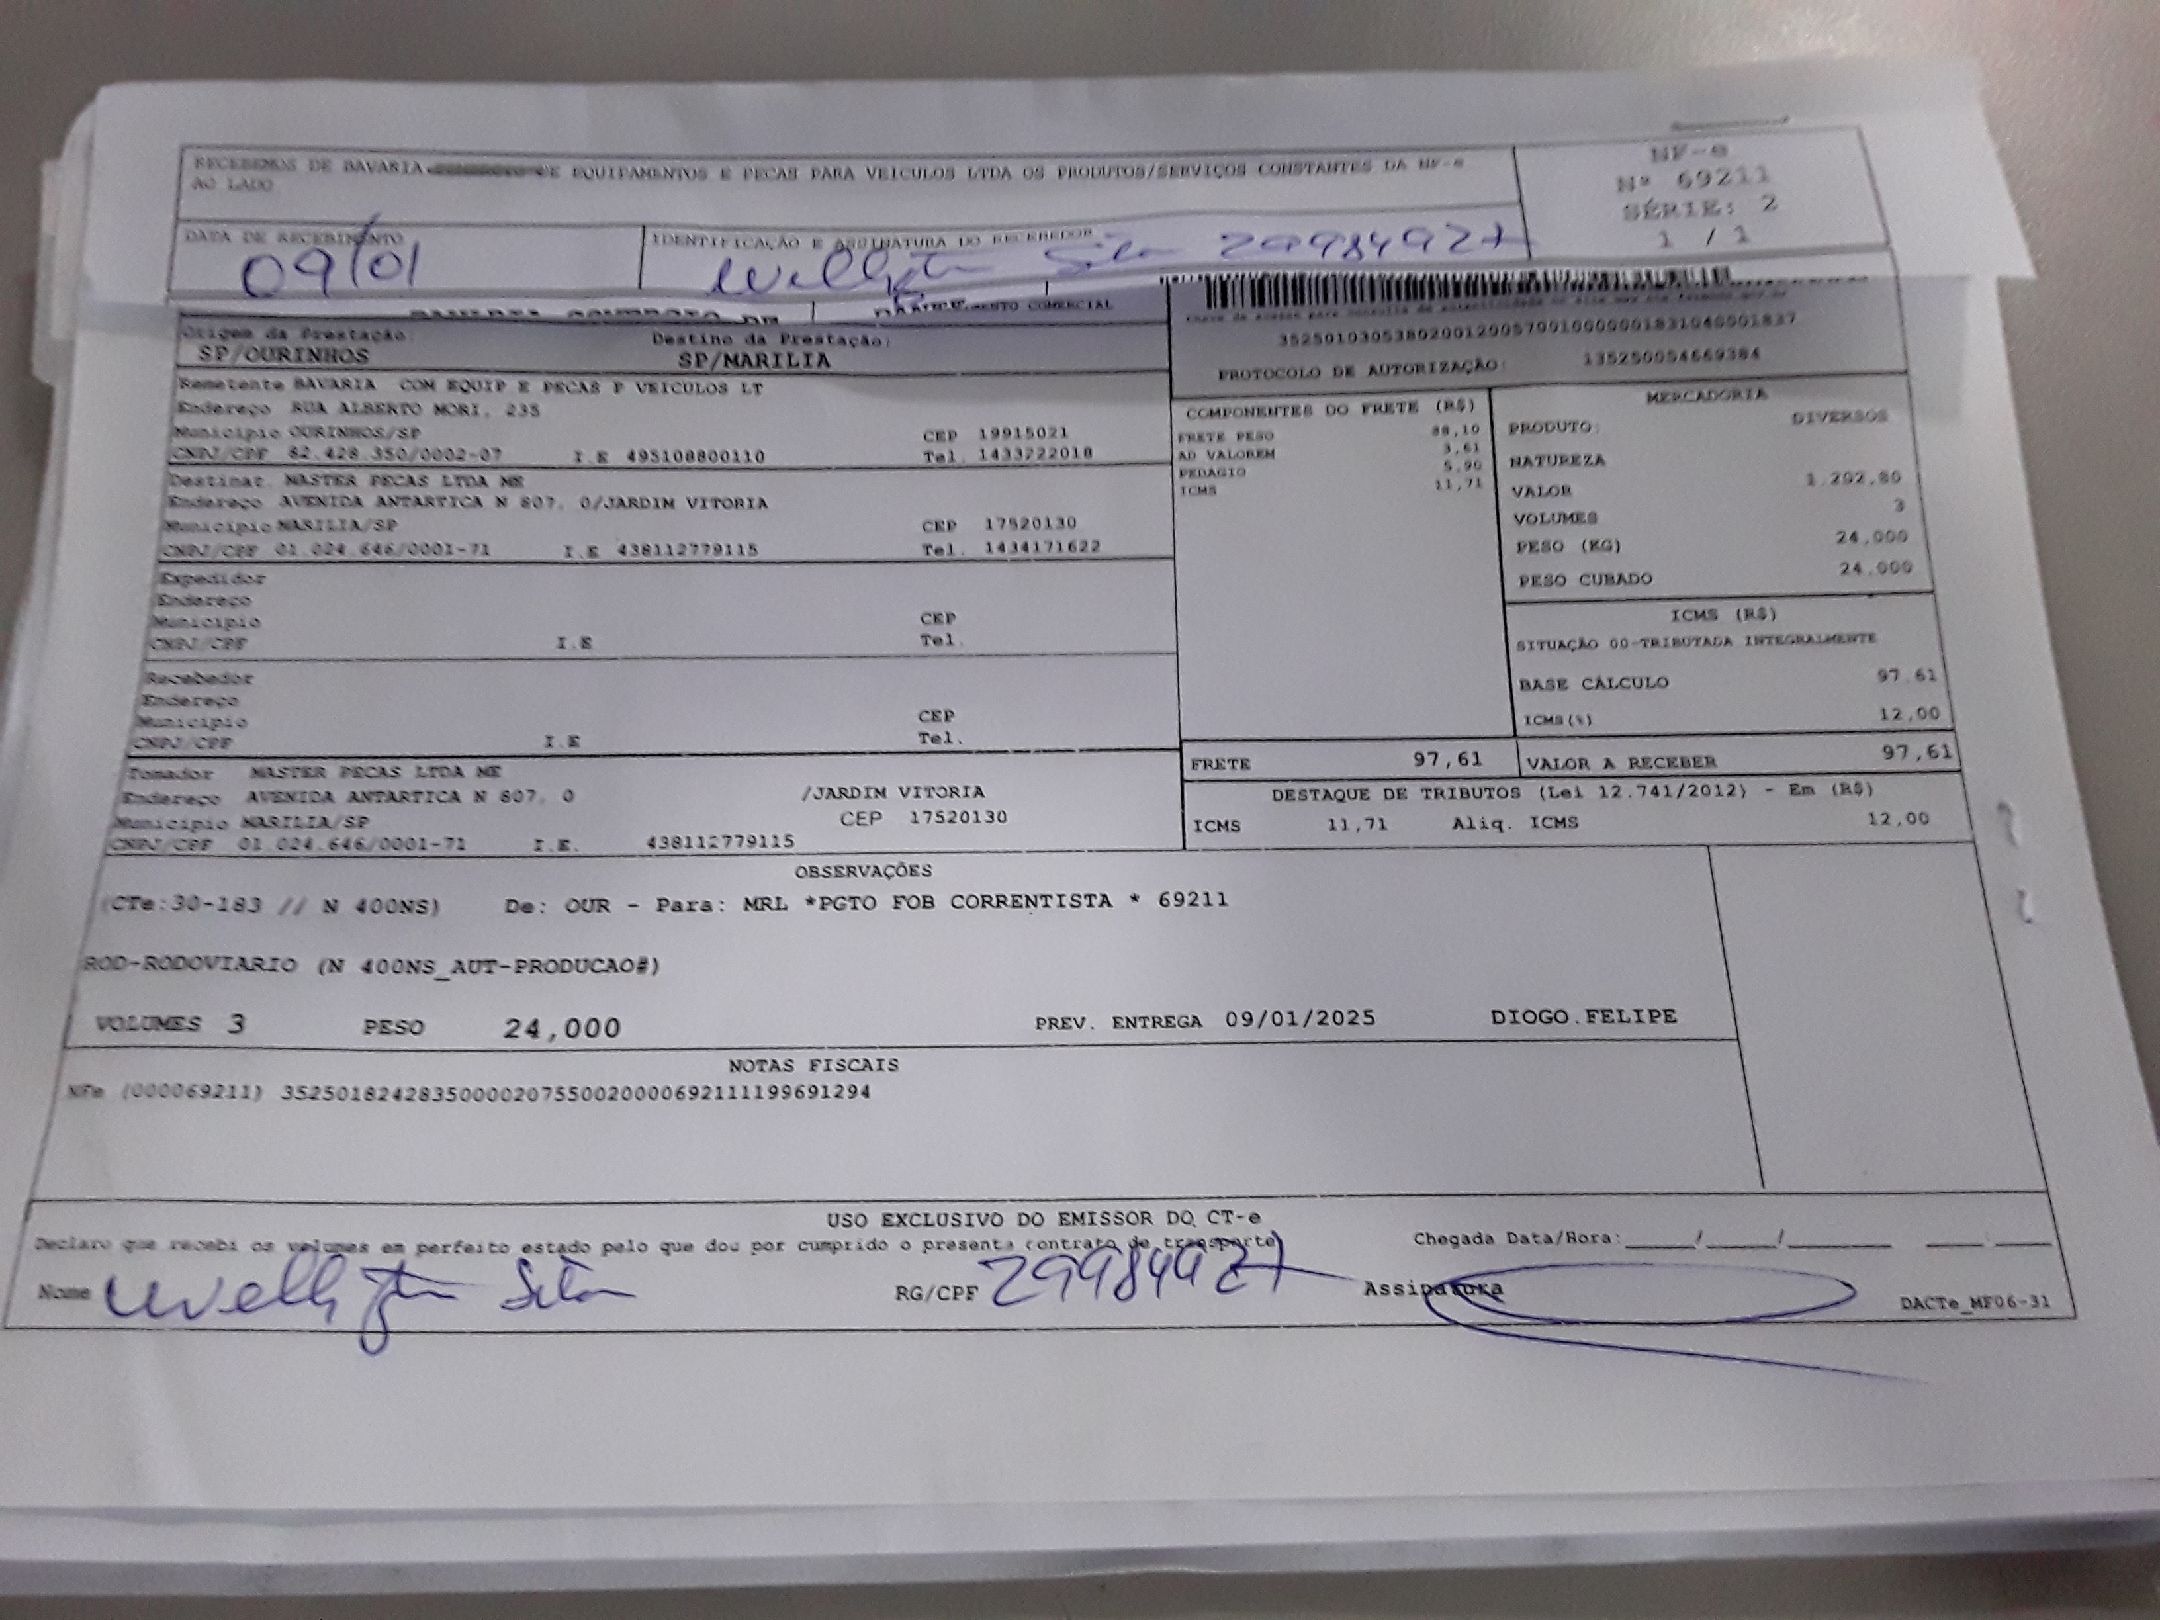 RECEBEMOS DE BAVARIA DE EQUIPAMENTOS E PECAS PARA VEICULOS LTDA OS PRODUTOS/SERVIÇOS CONSTANTES DA NF-e
AO LADO
NF-e
Nº 69211
SÉRIE: 2
1 / 1
DATA DE RECEBIMENTO
09/01
IDENTIFICAÇÃO E ASSINATURA DO RECEBEDOR
Wellington Silva 29984927
Origem da Prestação:
SP/OURINHOS
Destino da Prestação:
SP/MARILIA
35250103053802001200570010000001831040001837
PROTOCOLO DE AUTORIZAÇÃO: 135250054669384
Remetente BAVARIA COM EQUIP E PECAS P VEICULOS LT
Endereço RUA ALBERTO MORI, 235
Municipio OURINHOS/SP CEP 19915021
CNPJ/CPF 82.428.350/0002-07 I.E 495108800110 Tel. 1433222018
Destinat. MASTER PECAS LTDA ME
Endereço AVENIDA ANTARTICA N 807, 0/JARDIM VITORIA
Municipio MARILIA/SP CEP 17520130
CNPJ/CPF 01.024.646/0001-71 I.E 438112779115 Tel. 1434171622
Expedidor
Endereço
Municipio CEP
CNPJ/CPF I.E Tel.
Recebedor
Endereço
Municipio CEP
CNPJ/CPF I.E Tel.
Tomador MASTER PECAS LTDA ME
Endereço AVENIDA ANTARTICA N 807, 0 /JARDIM VITORIA
Municipio MARILIA/SP CEP 17520130
CNPJ/CPF 01.024.646/0001-71 I.E. 438112779115
COMPONENTES DO FRETE (R$)
FRETE PESO
AD VALOREM 3,61
PEDAGIO 5,90
ICMS 11,71
MERCADORIA
PRODUTO: DIVERSOS
NATUREZA
VALOR 1.202,80
VOLUMES 3
PESO (KG) 24,000
PESO CUBADO 24,000
ICMS (R$)
SITUAÇÃO 00-TRIBUTADA INTEGRALMENTE
BASE CÁLCULO 97,61
ICMS(%) 12,00
FRETE 97,61
VALOR A RECEBER 97,61
DESTAQUE DE TRIBUTOS (Lei 12.741/2012) - Em (R$)
ICMS 11,71 Aliq. ICMS 12,00
OBSERVAÇÕES
(CTe:30-183 // N 400NS) De: OUR - Para: MRL *PGTO FOB CORRENTISTA * 69211
ROD-RODOVIARIO (N 400NS_AUT-PRODUCAO#)
VOLUMES 3 PESO 24,000 PREV. ENTREGA 09/01/2025 DIOGO.FELIPE
NOTAS FISCAIS
NFe (000069211) 35250182428350000207550020000692111199691294
USO EXCLUSIVO DO EMISSOR DO CT-e
Declaro que recebi os volumes em perfeito estado pelo que dou por cumprido o presente contrato de transporte
Chegada Data/Hora: / /
Nome Wellington Silva RG/CPF 29984927 Assinatura
DACTe_MF06-31